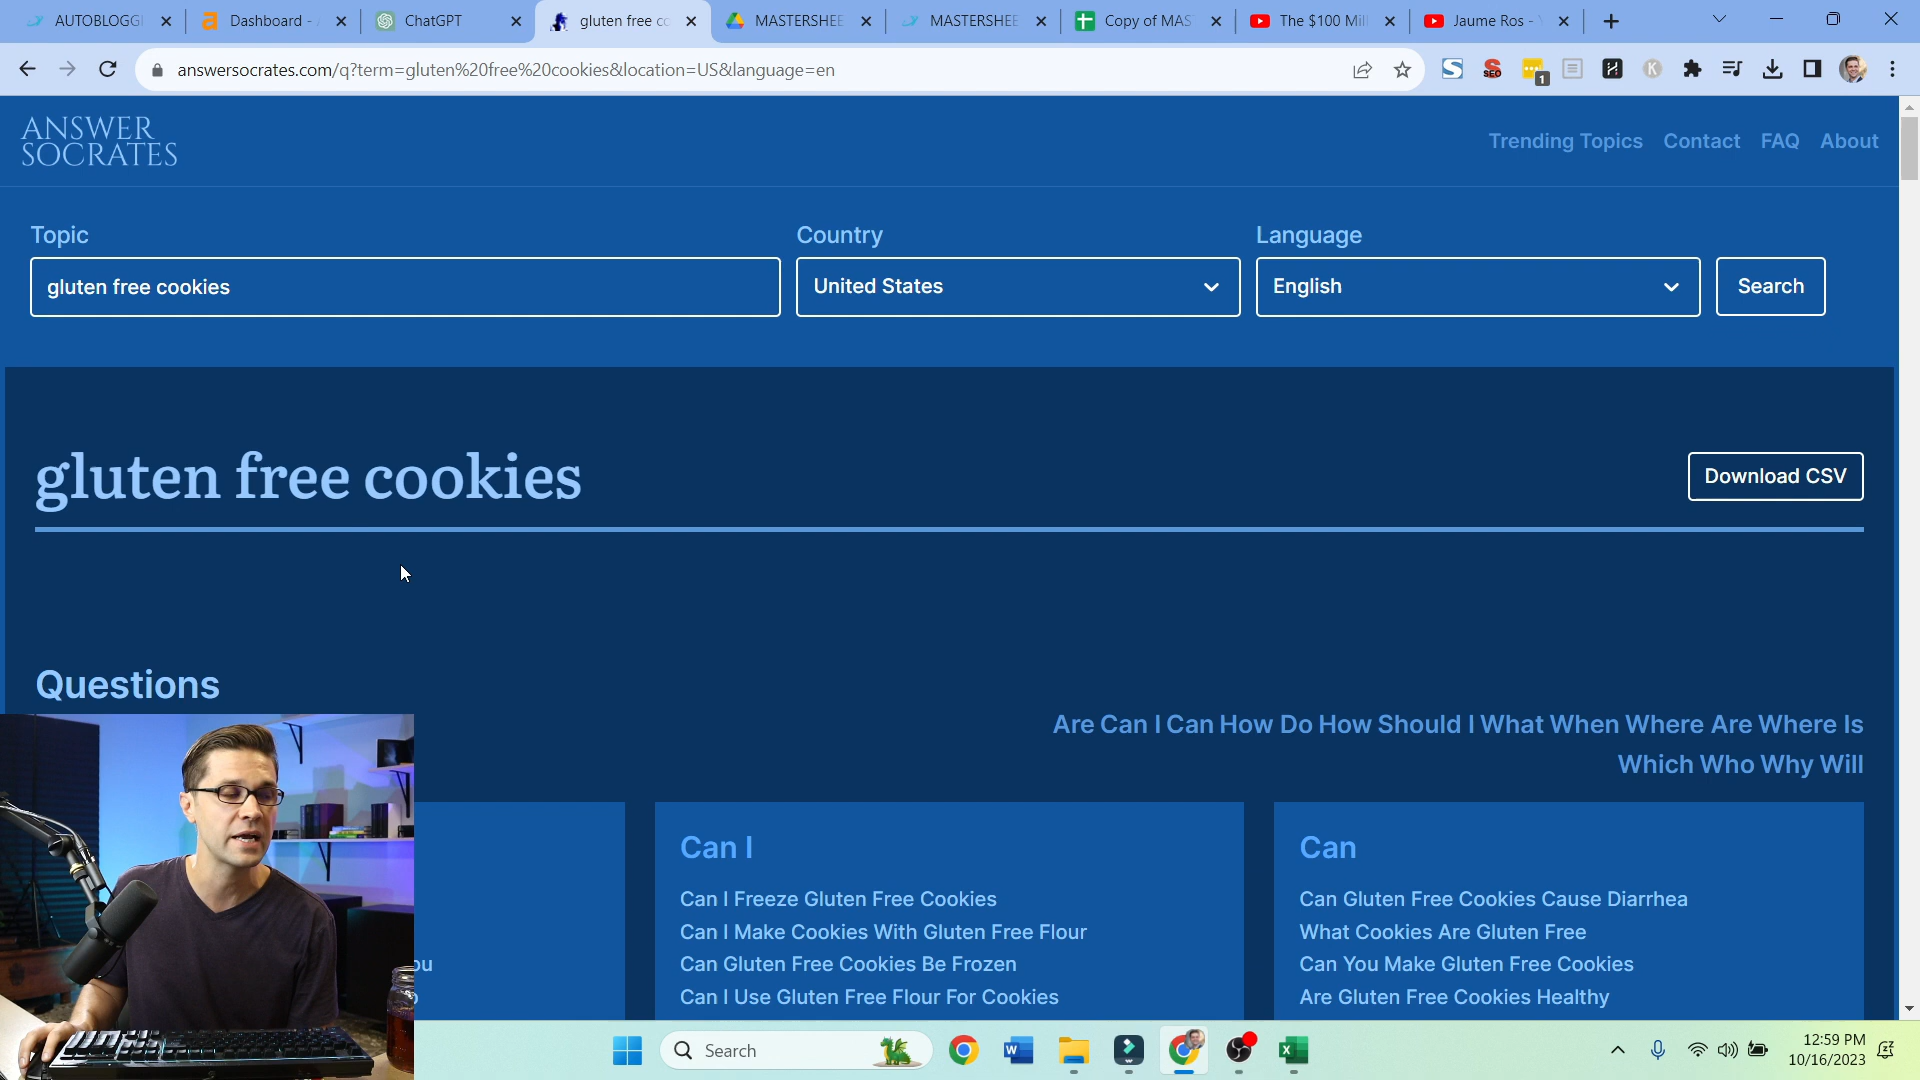 AUTOBLOGGI
Dashboard -
ChatGPT
gluten free co
MASTERSHEE
MASTERSHEE
Copy of MAS
The $100 Mill
Jaume Ros -
answersocrates.com/q?term=gluten%20free%20cookies&location=US&language=en
SEO
1
K
ANSWER
SOCRATES
Trending Topics Contact FAQ About
Topic
Country
Language
gluten free cookies
United States
English
Search
gluten free cookies
Download CSV
Questions
Are Can I Can How Do How Should I What When Where Are Where Is
Which Who Why Will
Can I
Can I Freeze Gluten Free Cookies
Can I Make Cookies With Gluten Free Flour
Can Gluten Free Cookies Be Frozen
Can I Use Gluten Free Flour For Cookies
Can
Can Gluten Free Cookies Cause Diarrhea
What Cookies Are Gluten Free
Can You Make Gluten Free Cookies
Are Gluten Free Cookies Healthy
Search
12:59 PM
10/16/2023